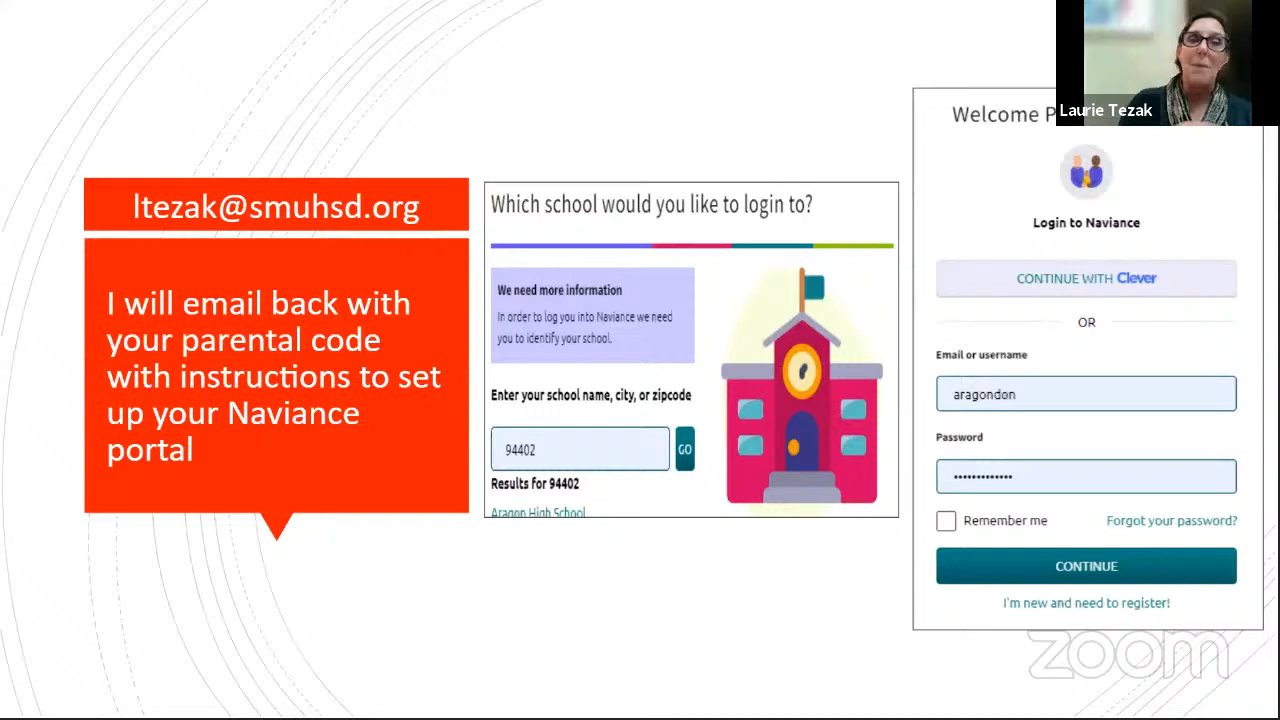 Laurie Tezak
ltezak@smuhsd.org
I will email back with
your parental code
with instructions to set
up your Naviance
portal
Which school would you like to login to?
We need more information
In order to log you into Naviance we need
you to identify your school.
Enter your school name, city, or zipcode
94402
GO
Results for 94402
Aragon High School
Welcome P
Login to Naviance
CONTINUE WITH Clever
OR
Email or username
aragondon
Password
•••••••••••••
Remember me
Forgot your password?
CONTINUE
I'm new and need to register!
zoom